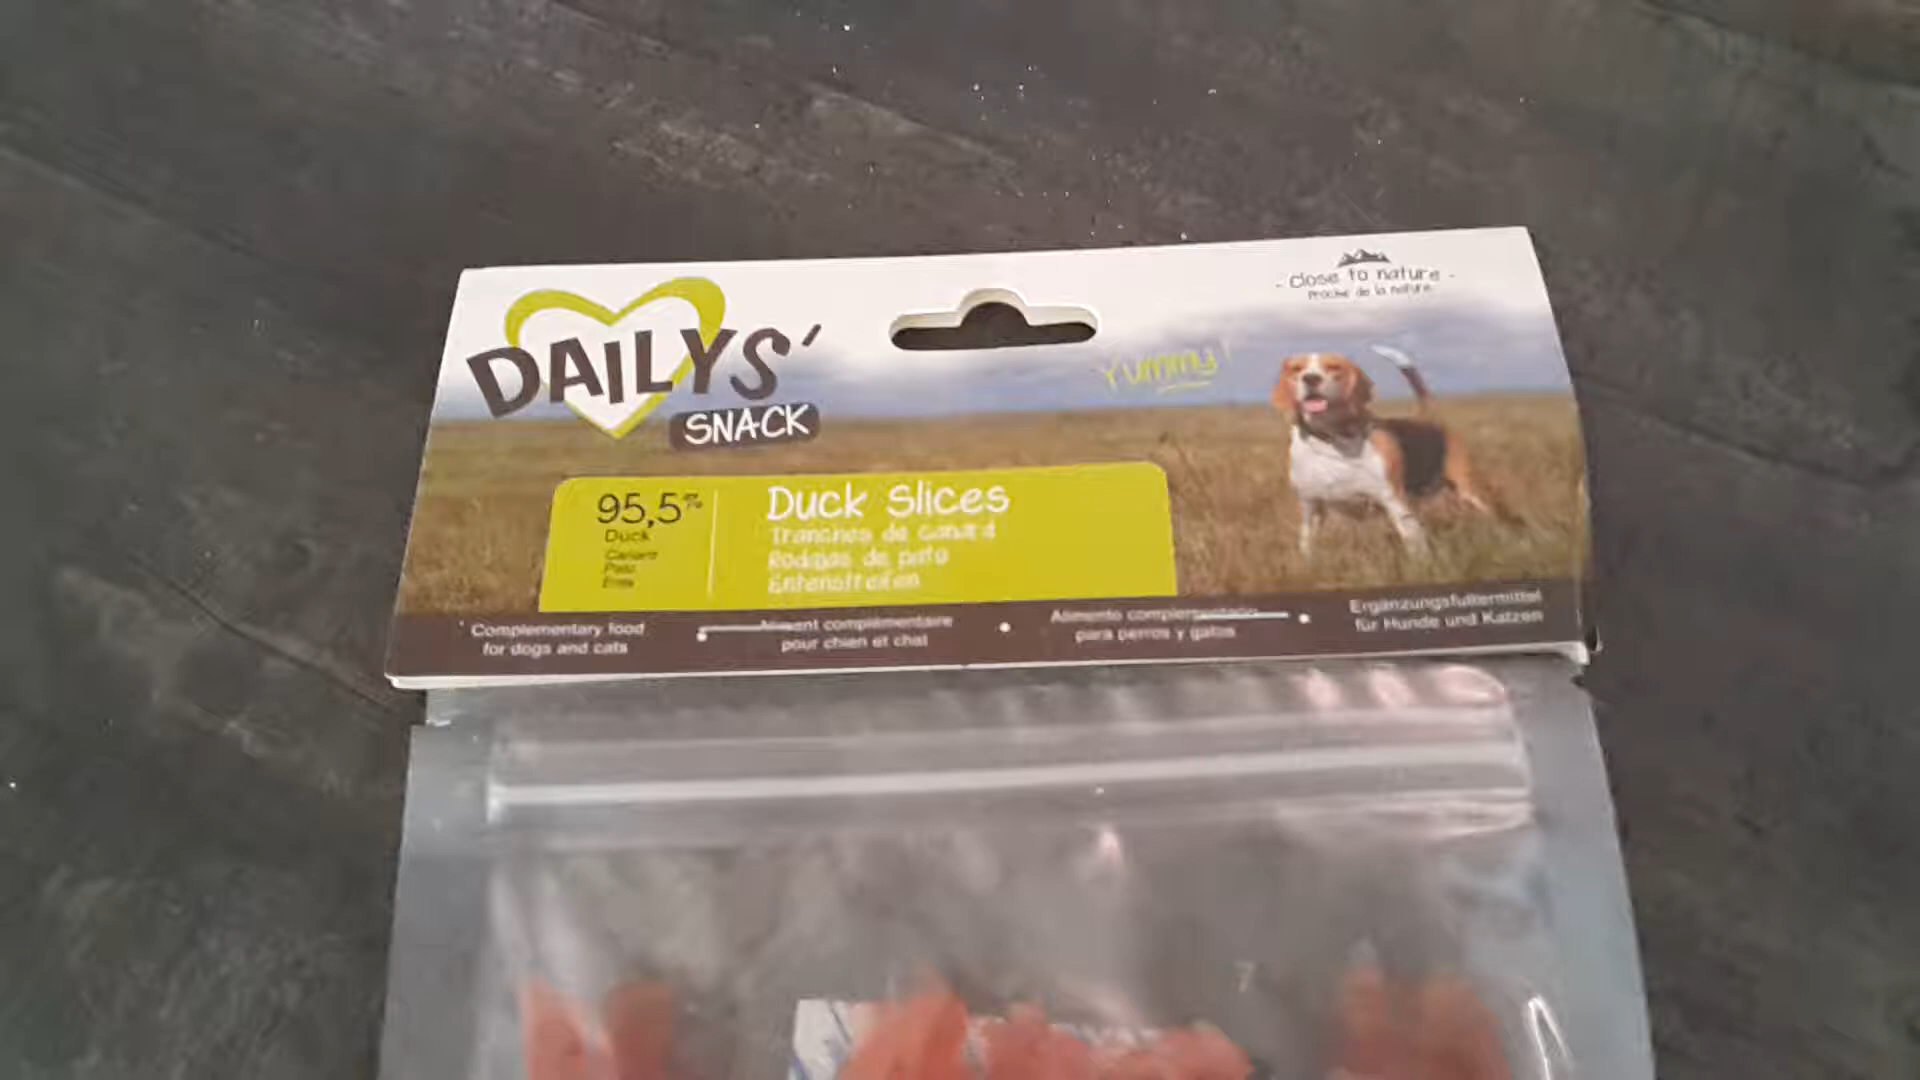 - Close to nature -
Proche de la nature
DAILYS'
SNACK
Yummy !
95,5%
Duck
Canard
Pato
Ente
Duck Slices
Tranches de canard
Rodajas de pato
Entenstreifen
Complementary food
for dogs and cats
Aliment complémentaire
pour chien et chat
Alimento complementario
para perros y gatos
Ergänzungsfuttermittel
für Hunde und Katzen